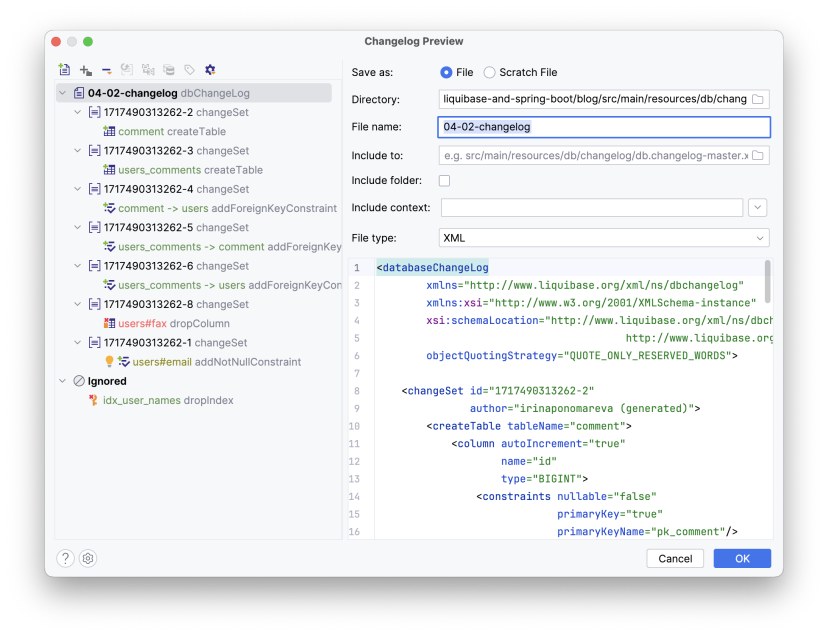 Changelog Preview
04-02-changelog dbChangeLog
1717490313262-2 changeSet
comment createTable
1717490313262-3 changeSet
users_comments createTable
1717490313262-4 changeSet
comment -> users addForeignKeyConstraint
1717490313262-5 changeSet
users_comments -> comment addForeignKey
1717490313262-6 changeSet
users_comments -> users addForeignKeyCon
1717490313262-8 changeSet
users#fax dropColumn
1717490313262-1 changeSet
users#email addNotNullConstraint
Ignored
idx_user_names dropIndex
Save as: File Scratch File
Directory: liquibase-and-spring-boot/blog/src/main/resources/db/chang
File name: 04-02-changelog
Include to: e.g. src/main/resources/db/changelog/db.changelog-master.x
Include folder:
Include context:
File type: XML
1 <databaseChangeLog
2 xmlns="http://www.liquibase.org/xml/ns/dbchangelog"
3 xmlns:xsi="http://www.w3.org/2001/XMLSchema-instance"
4 xsi:schemaLocation="http://www.liquibase.org/xml/ns/dbch
5 http://www.liquibase.org
6 objectQuotingStrategy="QUOTE_ONLY_RESERVED_WORDS">
7
8 <changeSet id="1717490313262-2"
9 author="irinaponomareva (generated)">
10 <createTable tableName="comment">
11 <column autoIncrement="true"
12 name="id"
13 type="BIGINT">
14 <constraints nullable="false"
15 primaryKey="true"
16 primaryKeyName="pk_comment"/>
? Cancel OK